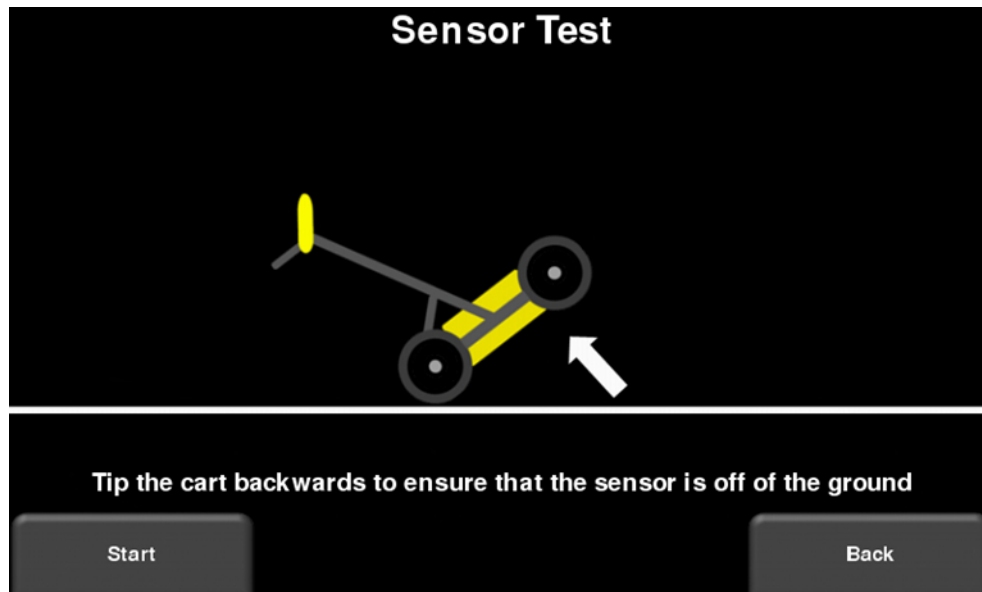 Sensor Test
Tip the cart backwards to ensure that the sensor is off of the ground
Start
Back